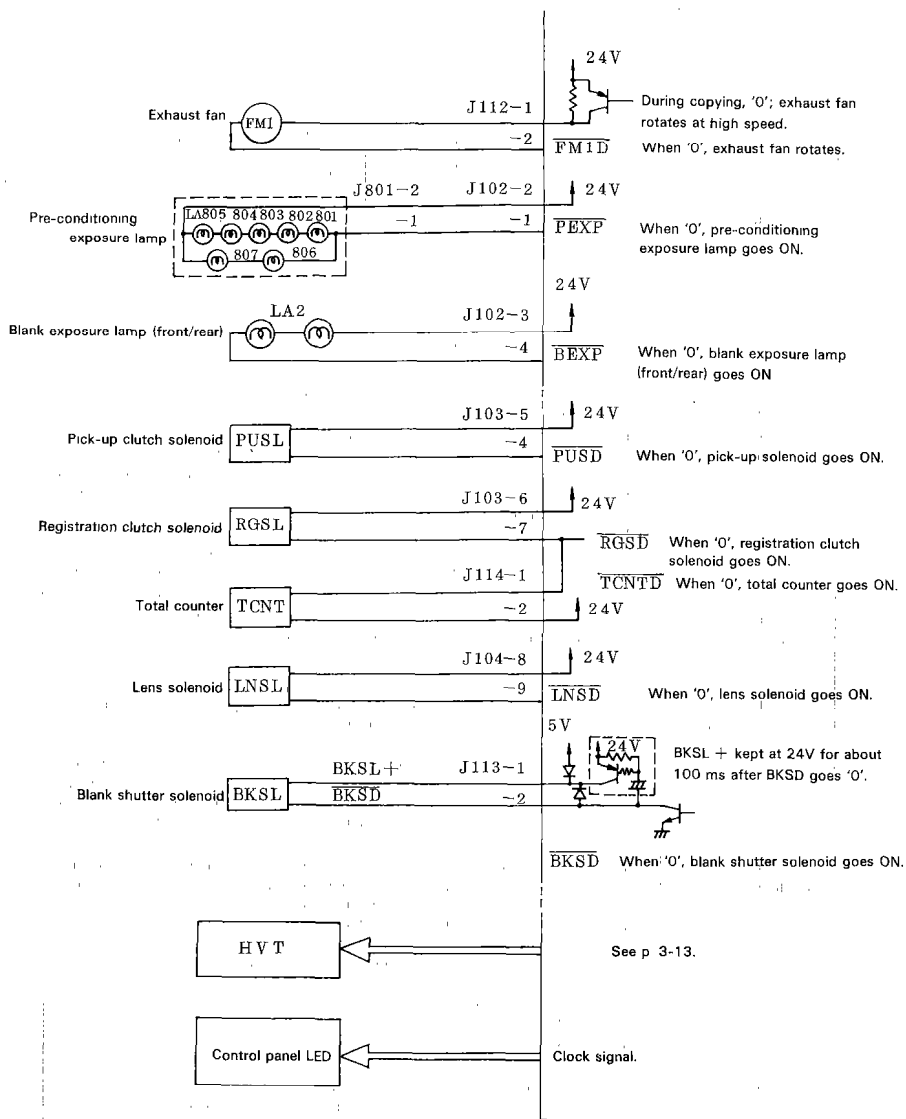 24V
J112-1
Exhaust fan
FM1
During copying, '0'; exhaust fan
rotates at high speed.
-2
FM1D
When '0', exhaust fan rotates.
J801-2
J102-2
24V
LA805 804 803 802 801
Pre-conditioning
exposure lamp
-1
-1
PEXP
When '0', pre-conditioning
exposure lamp goes ON.
807
806
24V
LA2
J102-3
Blank exposure lamp (front/rear)
-4
BEXP
When '0', blank exposure lamp
(front/rear) goes ON
J103-5
24V
Pick-up clutch solenoid
PUSL
-4
PUSD
When '0', pick-up solenoid goes ON.
J103-6
24V
Registration clutch solenoid
RGSL
-7
RGSD
When '0', registration clutch
solenoid goes ON.
J114-1
TCNTD
When '0', total counter goes ON.
Total counter
TCNT
-2
24V
J104-8
24V
Lens solenoid
LNSL
-9
LNSD
When '0', lens solenoid goes ON.
5V
24V
BKSL + kept at 24V for about
100 ms after BKSD goes '0'.
BKSL+
J113-1
Blank shutter solenoid
BKSL
BKSD
-2
BKSD
When '0', blank shutter solenoid goes ON.
HVT
See p 3-13.
Control panel LED
Clock signal.